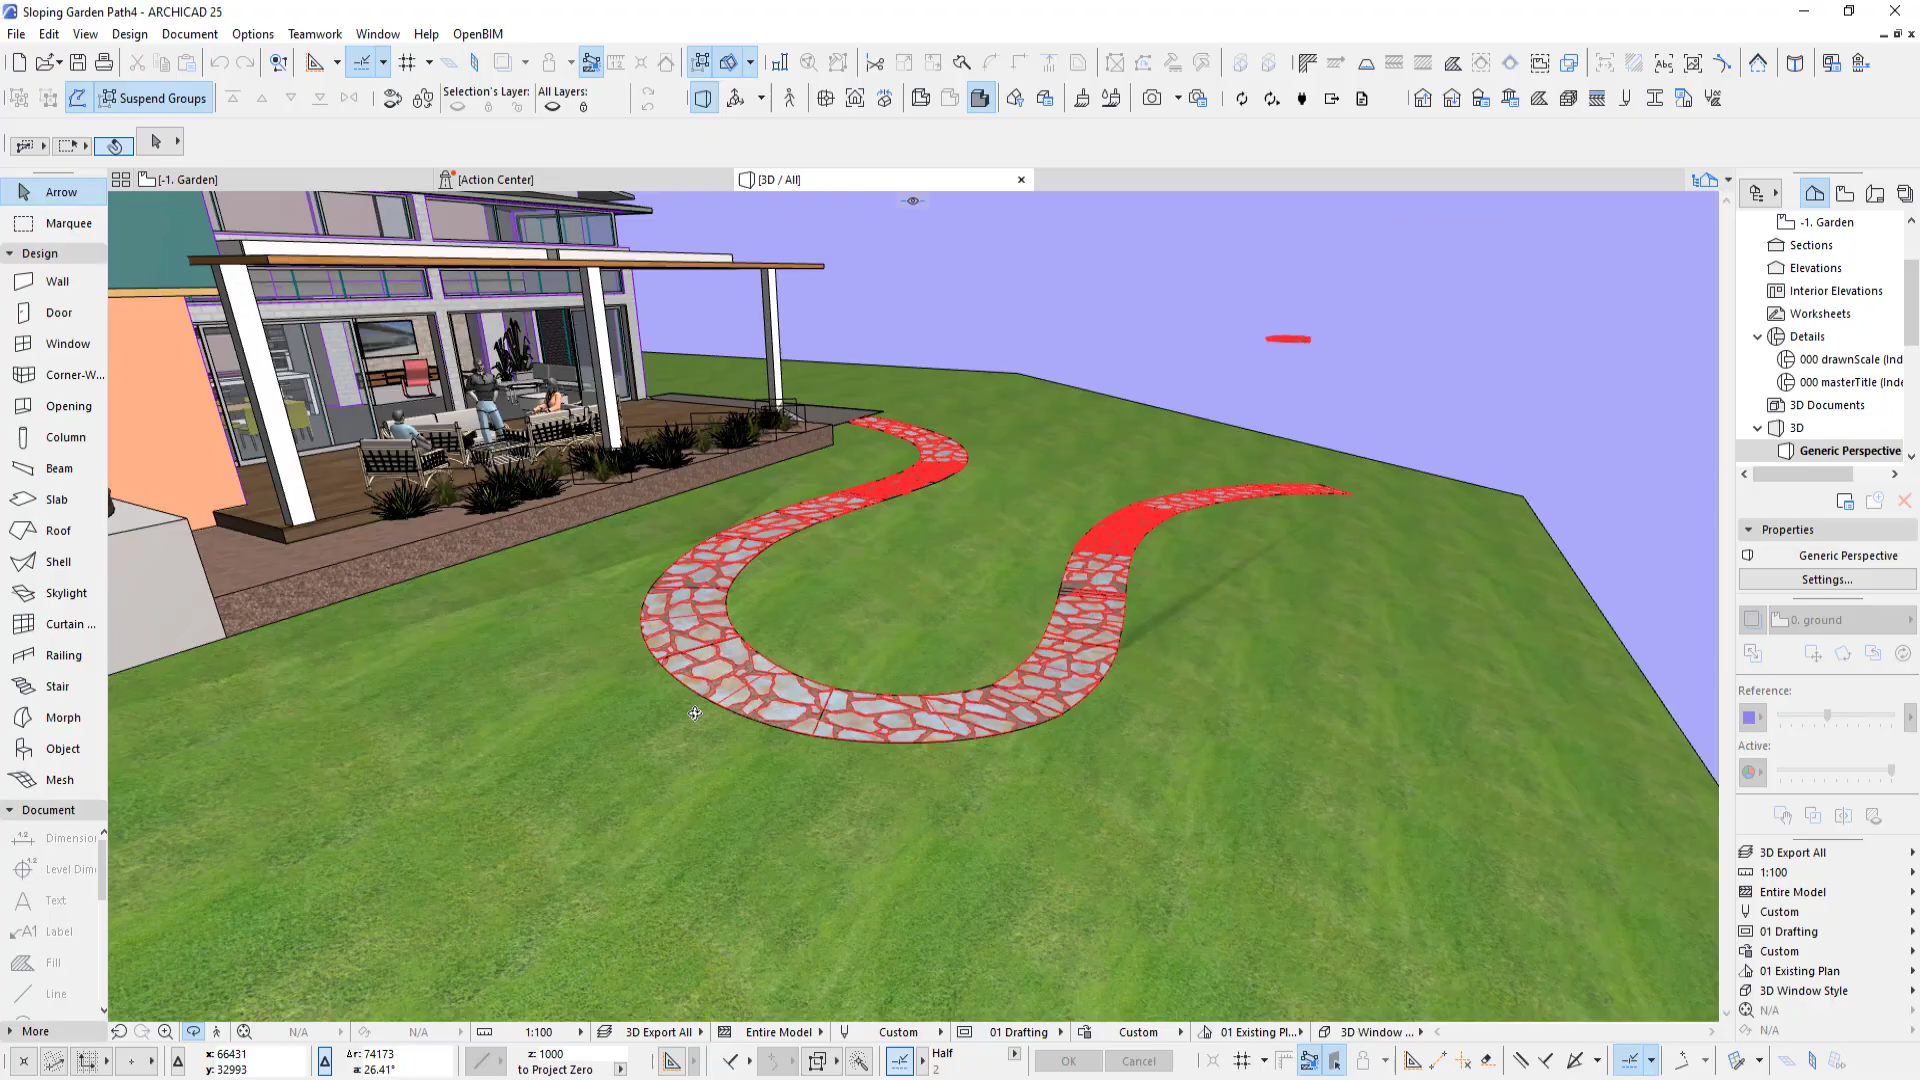 Sloping Garden Path4 - ARCHICAD 25
File Edit View Design Document Options Teamwork Window Help OpenBIM
Suspend Groups
Selection's Layer:
All Layers:
[-1. Garden]
[Action Center]
[3D / All]
Arrow
Marquee
Design
Wall
Door
Window
Corner-W...
Opening
Column
Beam
Slab
Roof
Shell
Skylight
Curtain ...
Railing
Stair
Morph
Object
Mesh
Document
Dimension
Level Dim
Text
A1 Label
Fill
Line
More
-1. Garden
Sections
Elevations
Interior Elevations
Worksheets
Details
000 drawnScale (Ind
000 masterTitle (Inde
3D Documents
3D
Generic Perspective
Properties
Generic Perspective
Settings...
0. ground
Reference:
Active:
3D Export All
1:100
Entire Model
Custom
01 Drafting
Custom
01 Existing Plan
3D Window Style
N/A
N/A
N/A N/A 1:100 3D Export All Entire Model Custom 01 Drafting Custom 01 Existing Pl... 3D Window ...
x: 66431
y: 32993
Δr: 74173
a: 26.41°
z: 1000
to Project Zero
Half
2
OK
Cancel